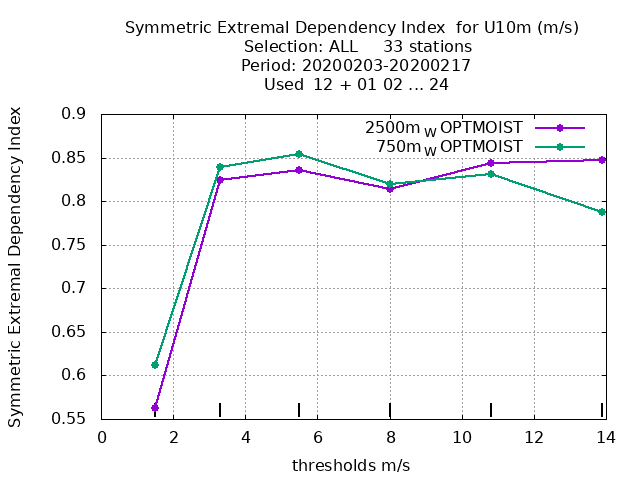 Symmetric Extremal Dependency Index  for U10m (m/s)
Selection: ALL     33 stations
Period: 20200203-20200217
Used  12 + 01 02 ... 24
Symmetric Extremal Dependency Index
2500m W OPTMOIST
750m W OPTMOIST
0.9
0.85
0.8
0.75
0.7
0.65
0.6
0.55
0 2 4 6 8 10 12 14
thresholds m/s